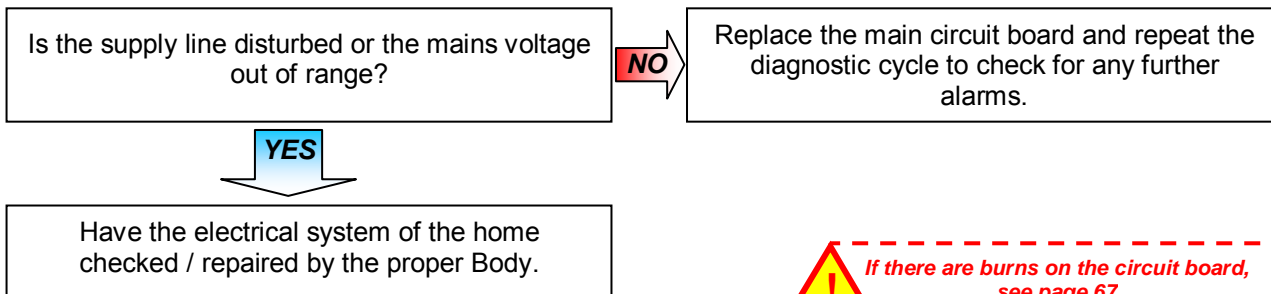 Is the supply line disturbed or the mains voltage
out of range?
NO
Replace the main circuit board and repeat the
diagnostic cycle to check for any further
alarms.
YES
Have the electrical system of the home
checked / repaired by the proper Body.
!
If there are burns on the circuit board,
see page 67